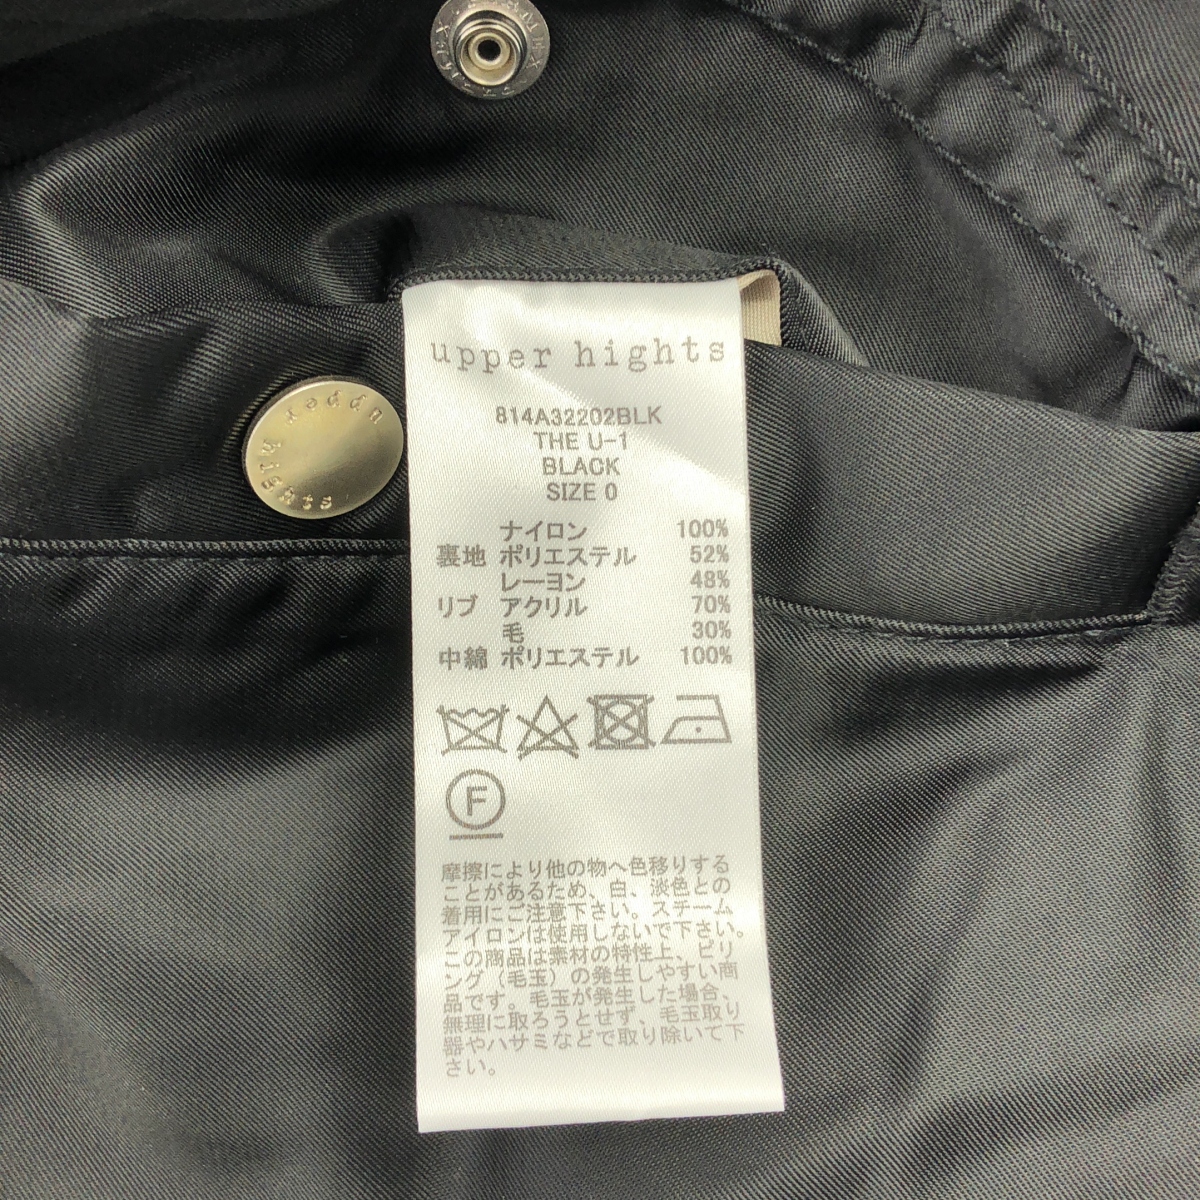 upper hights
upper hights
814A32202BLK
THE U-1
BLACK
SIZE 0
ナイロン 100%
裏地 ポリエステル 52%
レーヨン 48%
リブ アクリル 70%
毛 30%
中綿 ポリエステル 100%
F
摩擦により他の物へ色移りする
ことがあるため、白、淡色との
着用にご注意下さい。スチーム
アイロンは使用しないで下さい。
この商品は素材の特性上、ピリ
ング（毛玉）の発生しやすい商
品です。毛玉が発生した場合、
無理に取ろうとせず、毛玉取り
器やハサミなどで取り除いて下
さい。